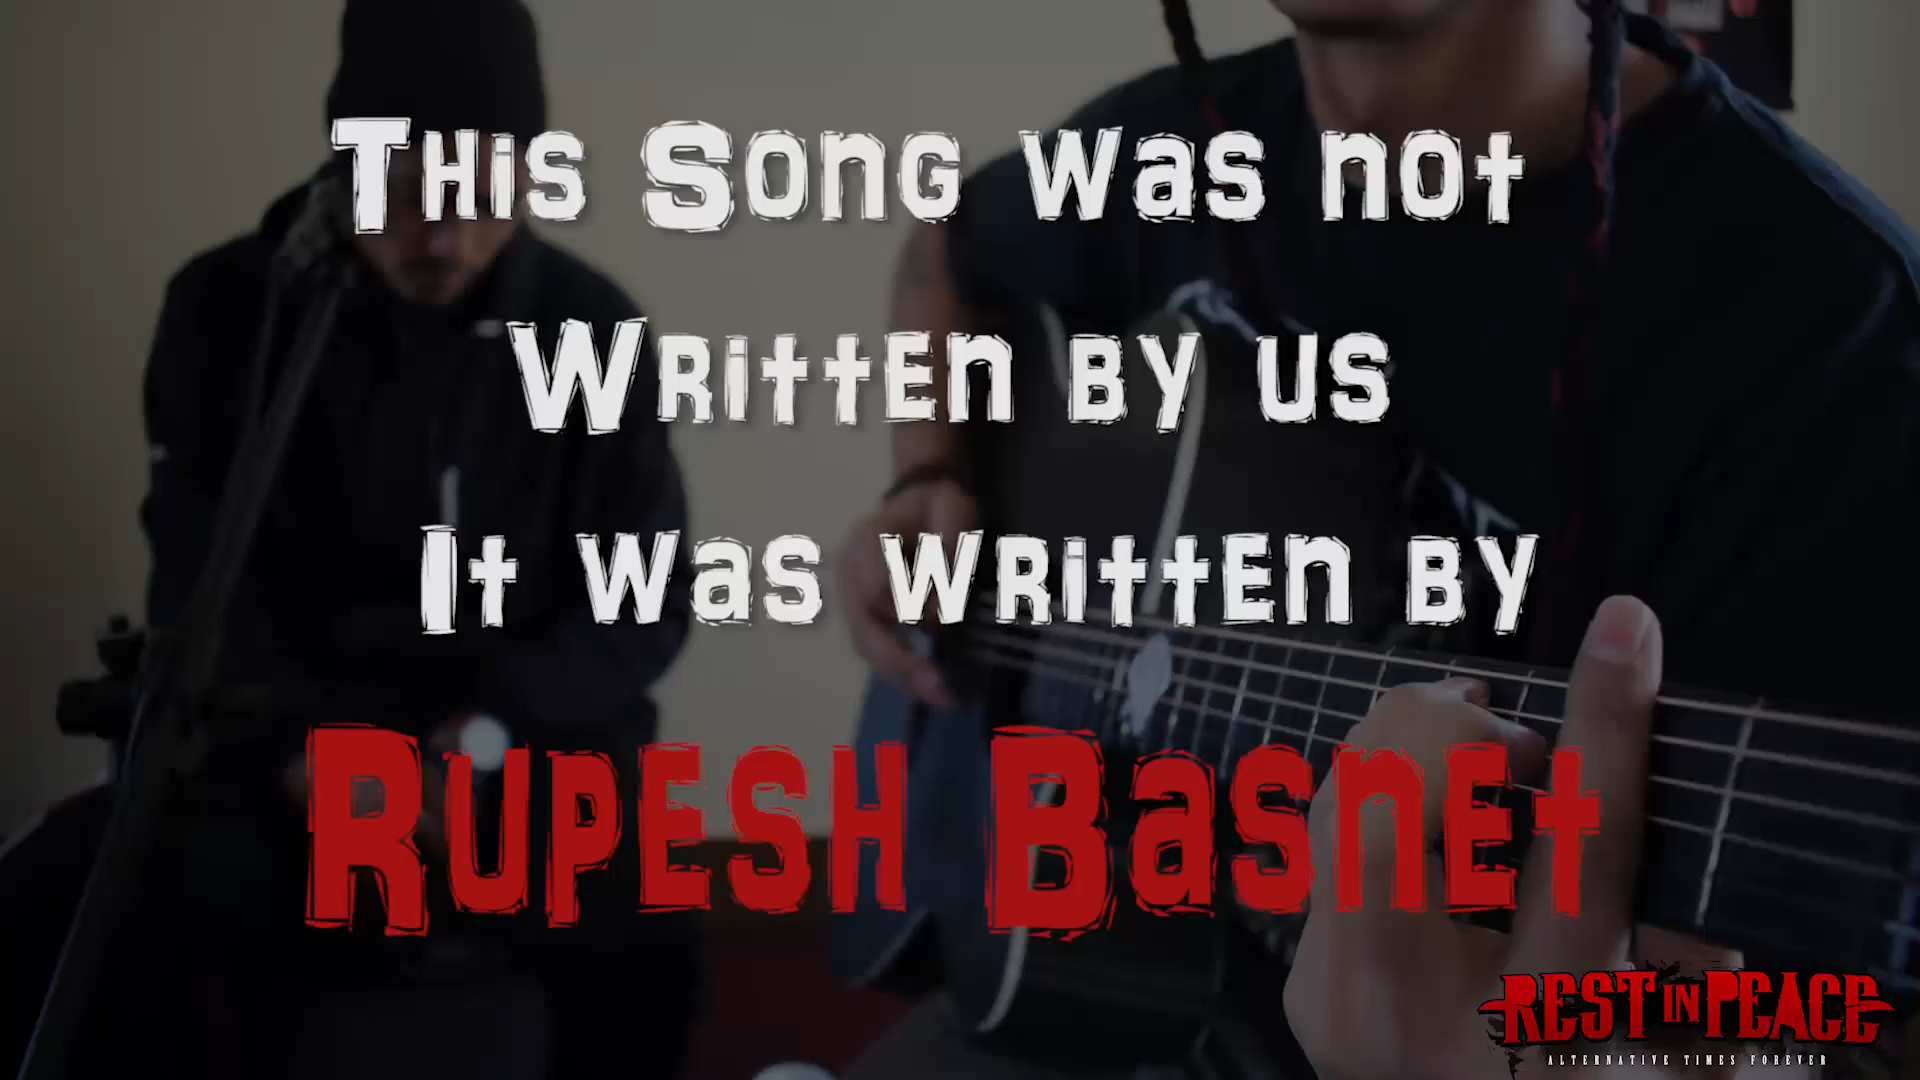 This Song was not
Written by us
It was written by
Rupesh Basnet
REST IN PEACE
ALTERNATIVE TIMES FOREVER